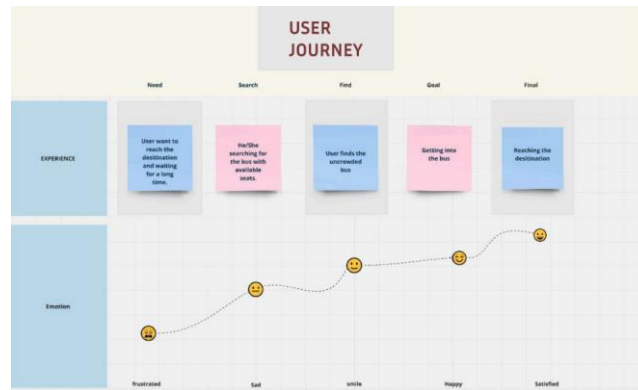 USER
JOURNEY
Need
Search
Find
Goal
Final
EXPERIENCE
User want to
reach the
desitination
and waiting
for a long
time.
He/She
searching for
the bus with
available
seats.
User finds the
uncrowded
bus
Getting into
the bus
Reaching the
desitination
Emotion
frustrated
Sad
smile
Happy
Satisfied